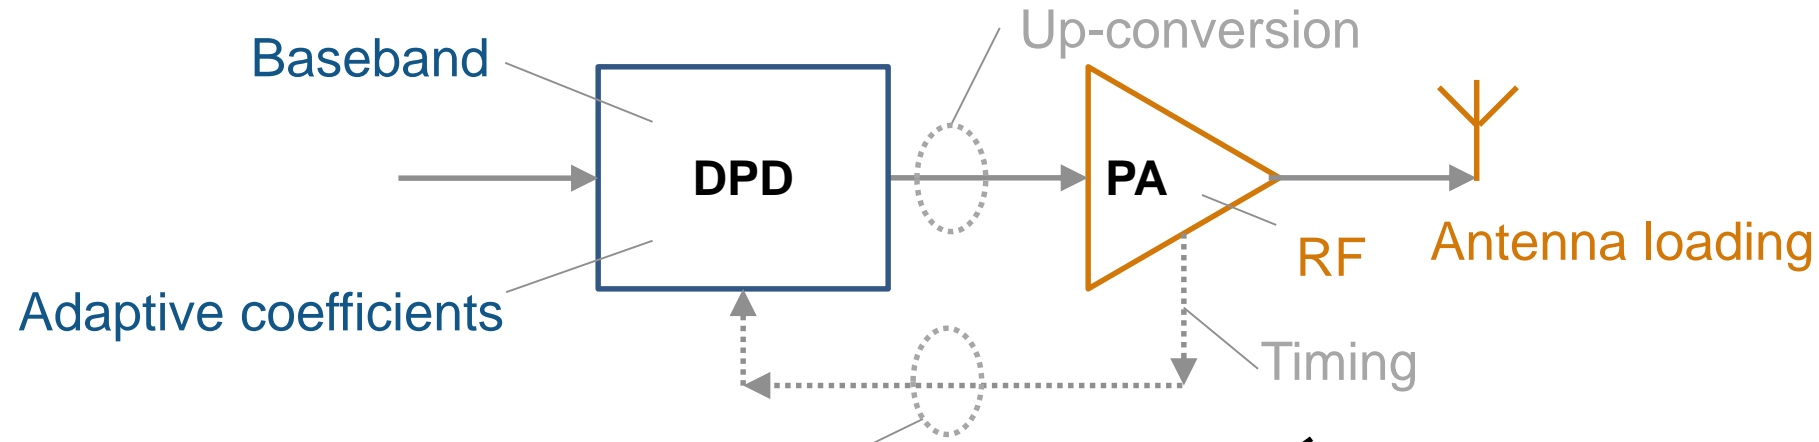 Up-conversion
Baseband
DPD
PA
RF
Antenna loading
Adaptive coefficients
Timing